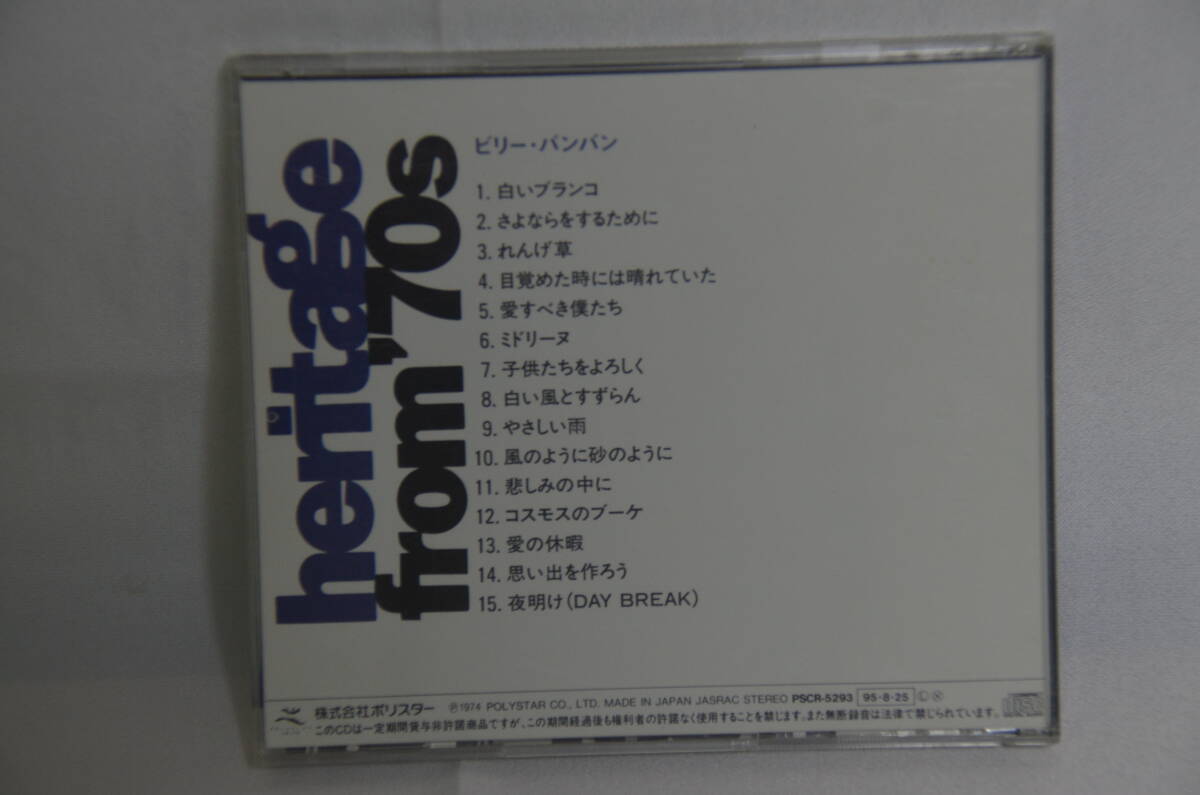 heritage
from '70s
ビリー・バンバン
1. 白いブランコ
2. さよならをするために
3. れんげ草
4. 目覚めた時には晴れていた
5. 愛すべき僕たち
6. ミドリーヌ
7. 子供たちをよろしく
8. 白い風とすずらん
9. やさしい雨
10. 風のように砂のように
11. 悲しみの中に
12. コスモスのブーケ
13. 愛の休暇
14. 思い出を作ろう
15. 夜明け(DAY BREAK)
株式会社ポリスター ℗1974 POLYSTAR CO., LTD. MADE IN JAPAN JASRAC STEREO PSCR-5293 95・8・25 Ⓛ Ⓧ
このCDは一定期間貸与非許諾商品ですが、この期間経過後も権利者の許諾なく使用することを禁じます。また無断録音は法律で禁じられています。